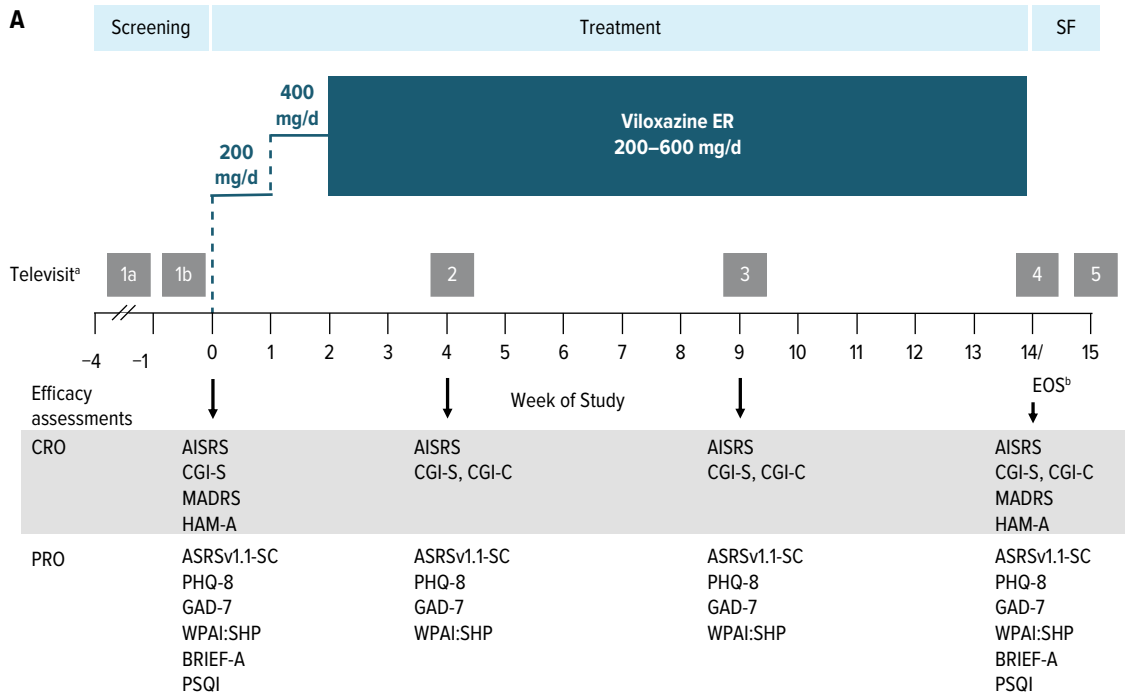 A
Screening Treatment SF
400
mg/d
200
mg/d
Viloxazine ER
200–600 mg/d
Televisitᵃ 1a 1b 2 3 4 5
–4 –1 0 1 2 3 4 5 6 7 8 9 10 11 12 13 14/ 15
EOSᵇ
Efficacy
assessments
Week of Study
CRO AISRS AISRS AISRS AISRS
CGI-S CGI-S, CGI-C CGI-S, CGI-C CGI-S, CGI-C
MADRS MADRS
HAM-A HAM-A
PRO ASRSv1.1-SC ASRSv1.1-SC ASRSv1.1-SC ASRSv1.1-SC
PHQ-8 PHQ-8 PHQ-8 PHQ-8
GAD-7 GAD-7 GAD-7 GAD-7
WPAI:SHP WPAI:SHP WPAI:SHP WPAI:SHP
BRIEF-A BRIEF-A
PSQI PSQI